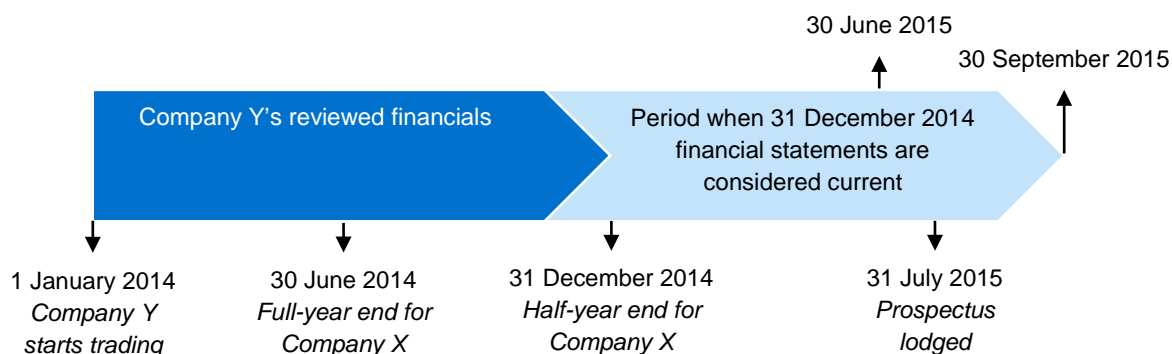 30 June 2015
30 September 2015
Company Y's reviewed financials
Period when 31 December 2014
financial statements are
considered current
1 January 2014
Company Y
starts trading
30 June 2014
Full-year end for
Company X
31 December 2014
Half-year end for
Company X
31 July 2015
Prospectus
lodged